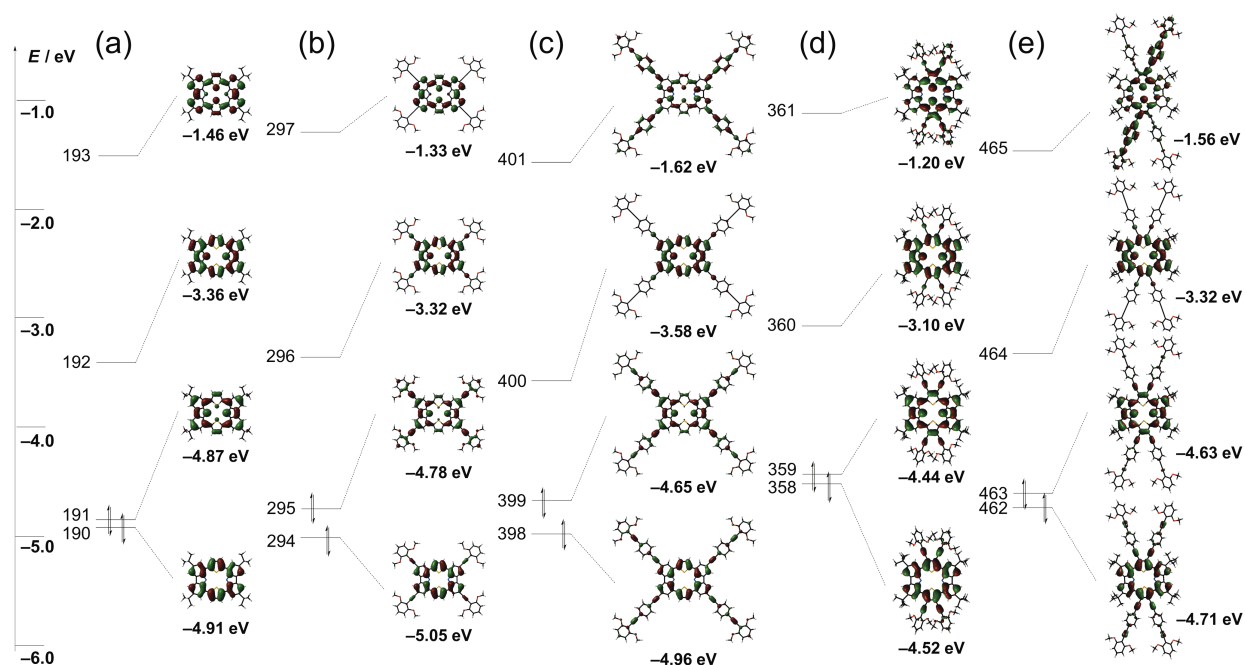 E / eV
−1.0
−2.0
−3.0
−4.0
−5.0
−6.0
(a)
193
−1.46 eV
192
−3.36 eV
−4.87 eV
191
190
−4.91 eV
(b)
297
−1.33 eV
296
−3.32 eV
−4.78 eV
295
294
−5.05 eV
(c)
401
−1.62 eV
−3.58 eV
400
−4.65 eV
399
398
−4.96 eV
(d)
361
−1.20 eV
360
−3.10 eV
359
358
−4.44 eV
−4.52 eV
(e)
465
−1.56 eV
−3.32 eV
464
−4.63 eV
463
462
−4.71 eV